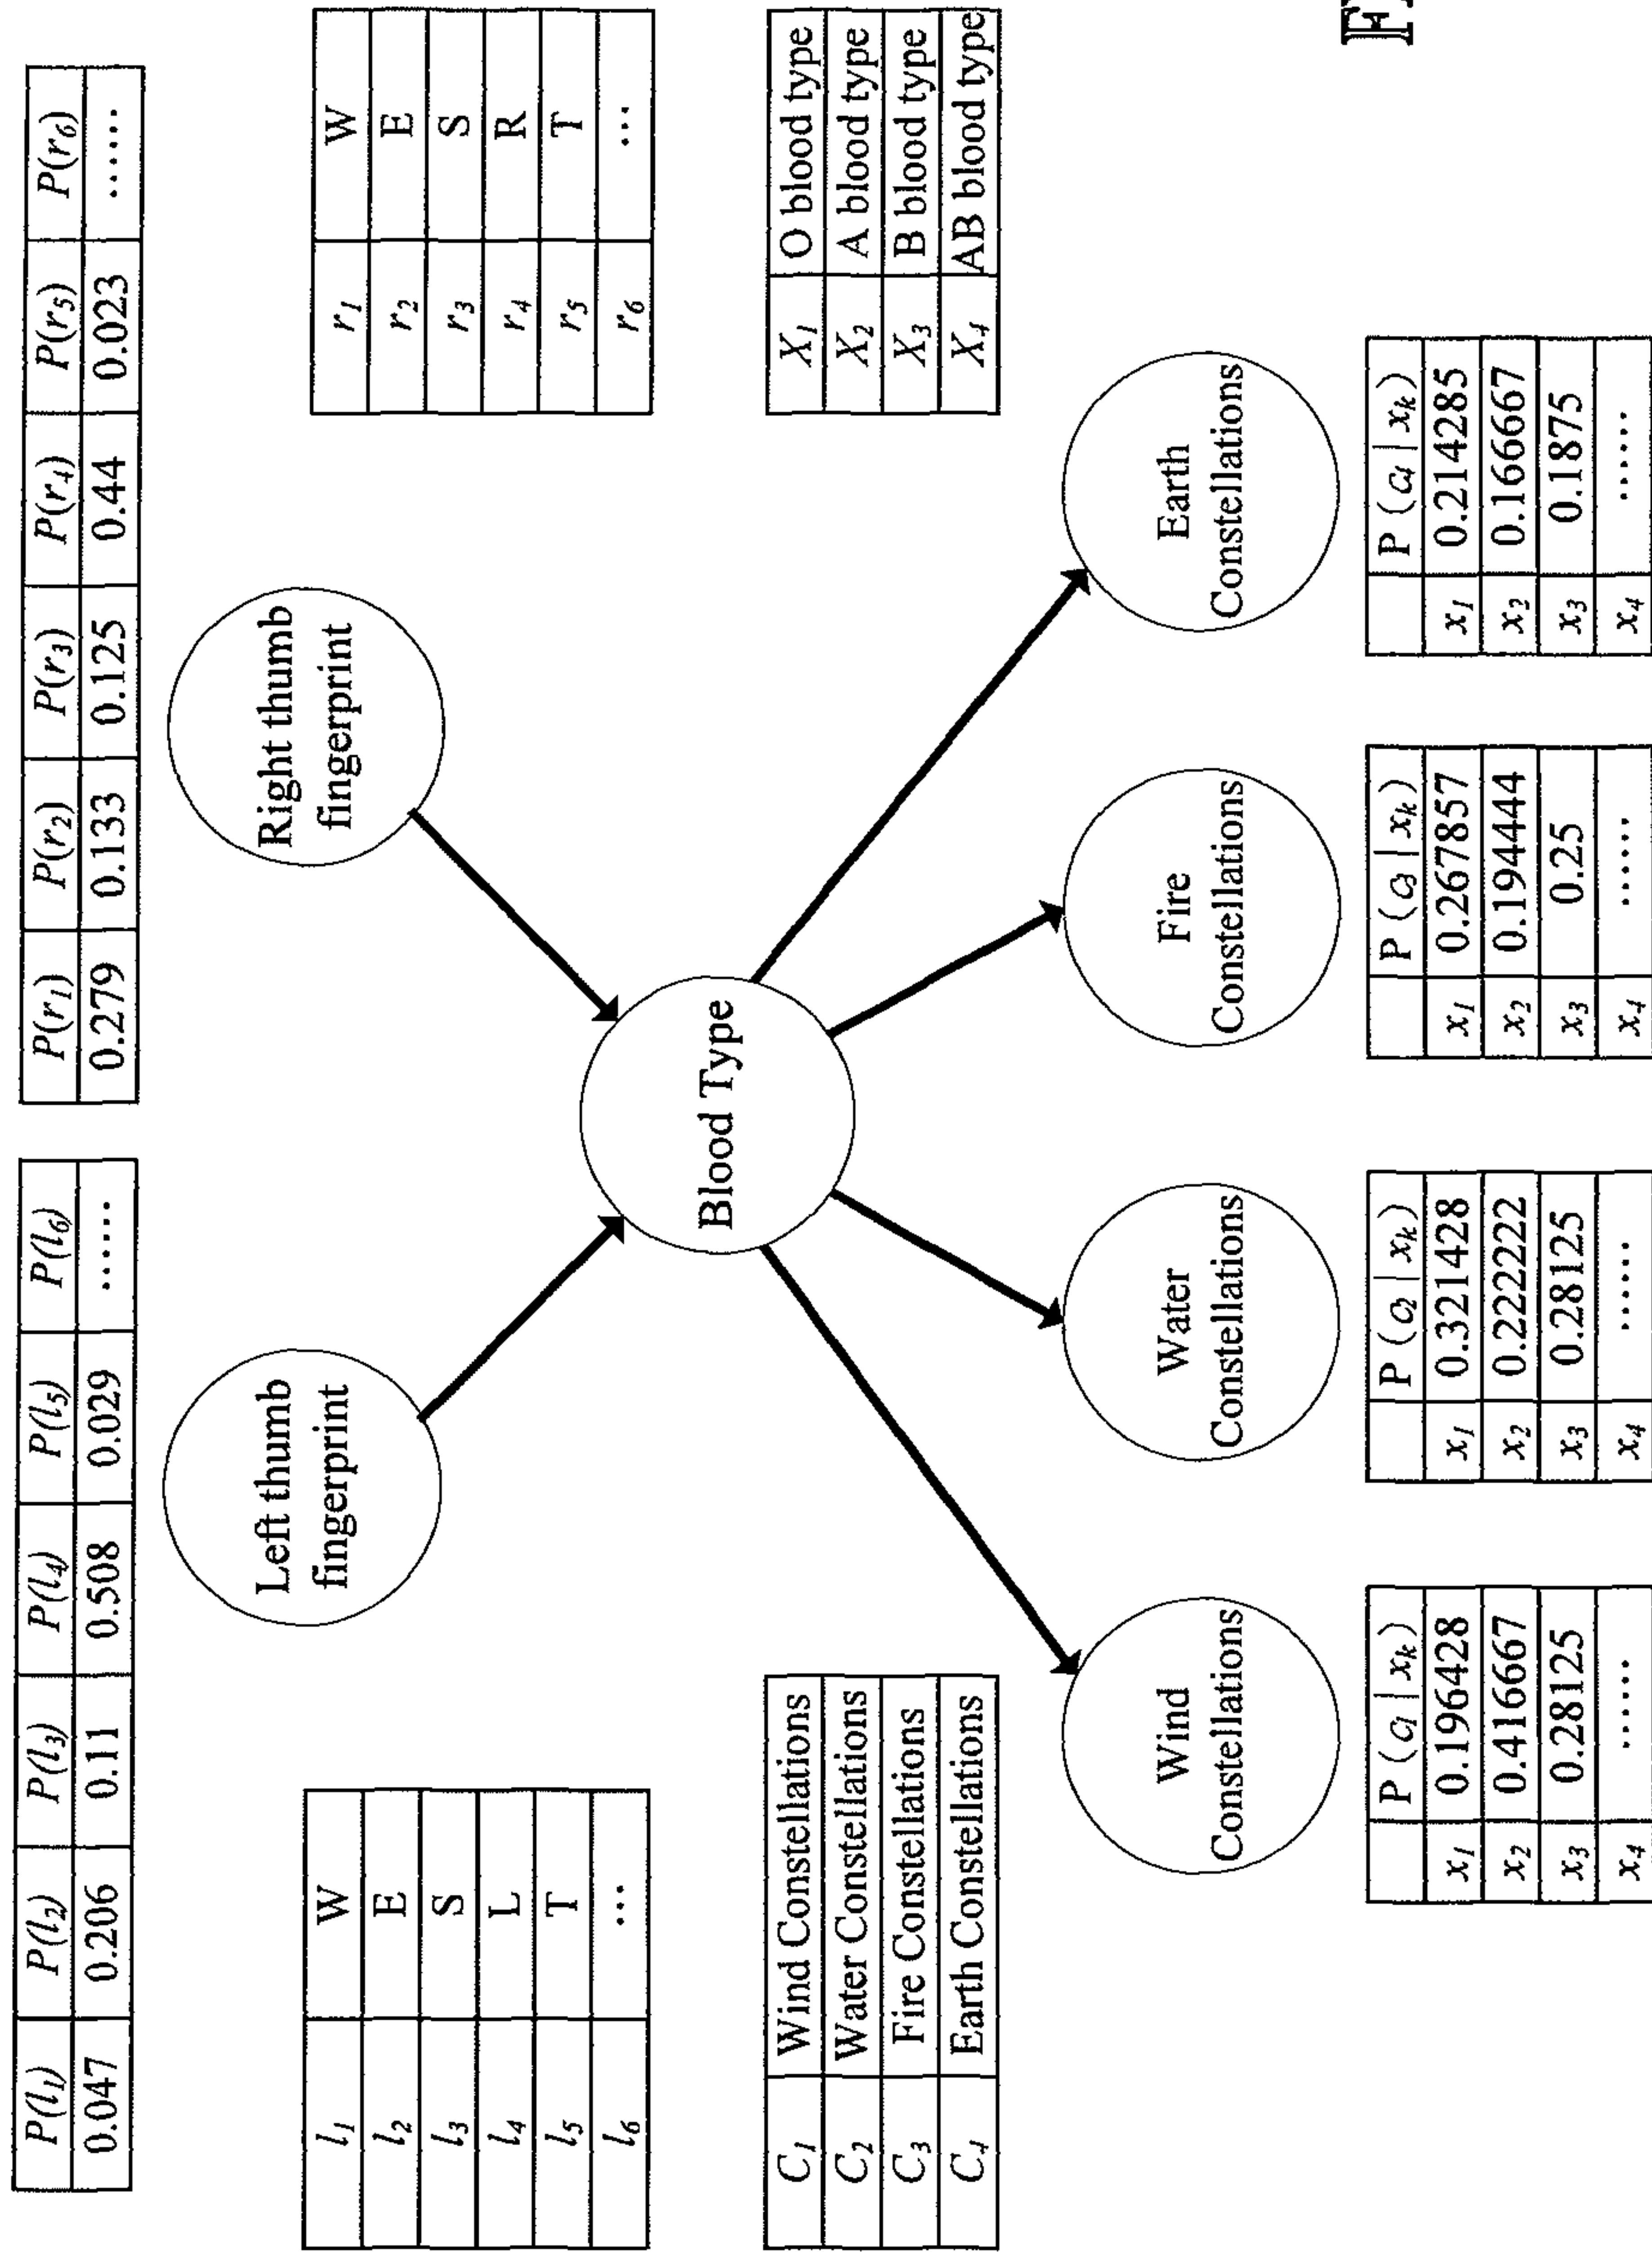 P(l1) P(l2) P(l3) P(l4) P(l5) P(l6)
0.047 0.206 0.11 0.508 0.029 ......
P(r1) P(r2) P(r3) P(r4) P(r5) P(r6)
0.279 0.133 0.125 0.44 0.023 ......
l1 W
l2 E
l3 S
l4 L
l5 T
l6 ...
Left thumb
fingerprint
Right thumb
fingerprint
r1 W
r2 E
r3 S
r4 R
r5 T
r6 ...
C1 Wind Constellations
C2 Water Constellations
C3 Fire Constellations
C4 Earth Constellations
Blood Type
X1 O blood type
X2 A blood type
X3 B blood type
X4 AB blood type
Wind
Constellations
Water
Constellations
Fire
Constellations
Earth
Constellations
P (c1 | xk)
x1 0.196428
x2 0.416667
x3 0.28125
x4 ......
P (c2 | xk)
x1 0.321428
x2 0.222222
x3 0.28125
x4 ......
P (c3 | xk)
x1 0.267857
x2 0.194444
x3 0.25
x4 ......
P (c4 | xk)
x1 0.214285
x2 0.166667
x3 0.1875
x4 ......